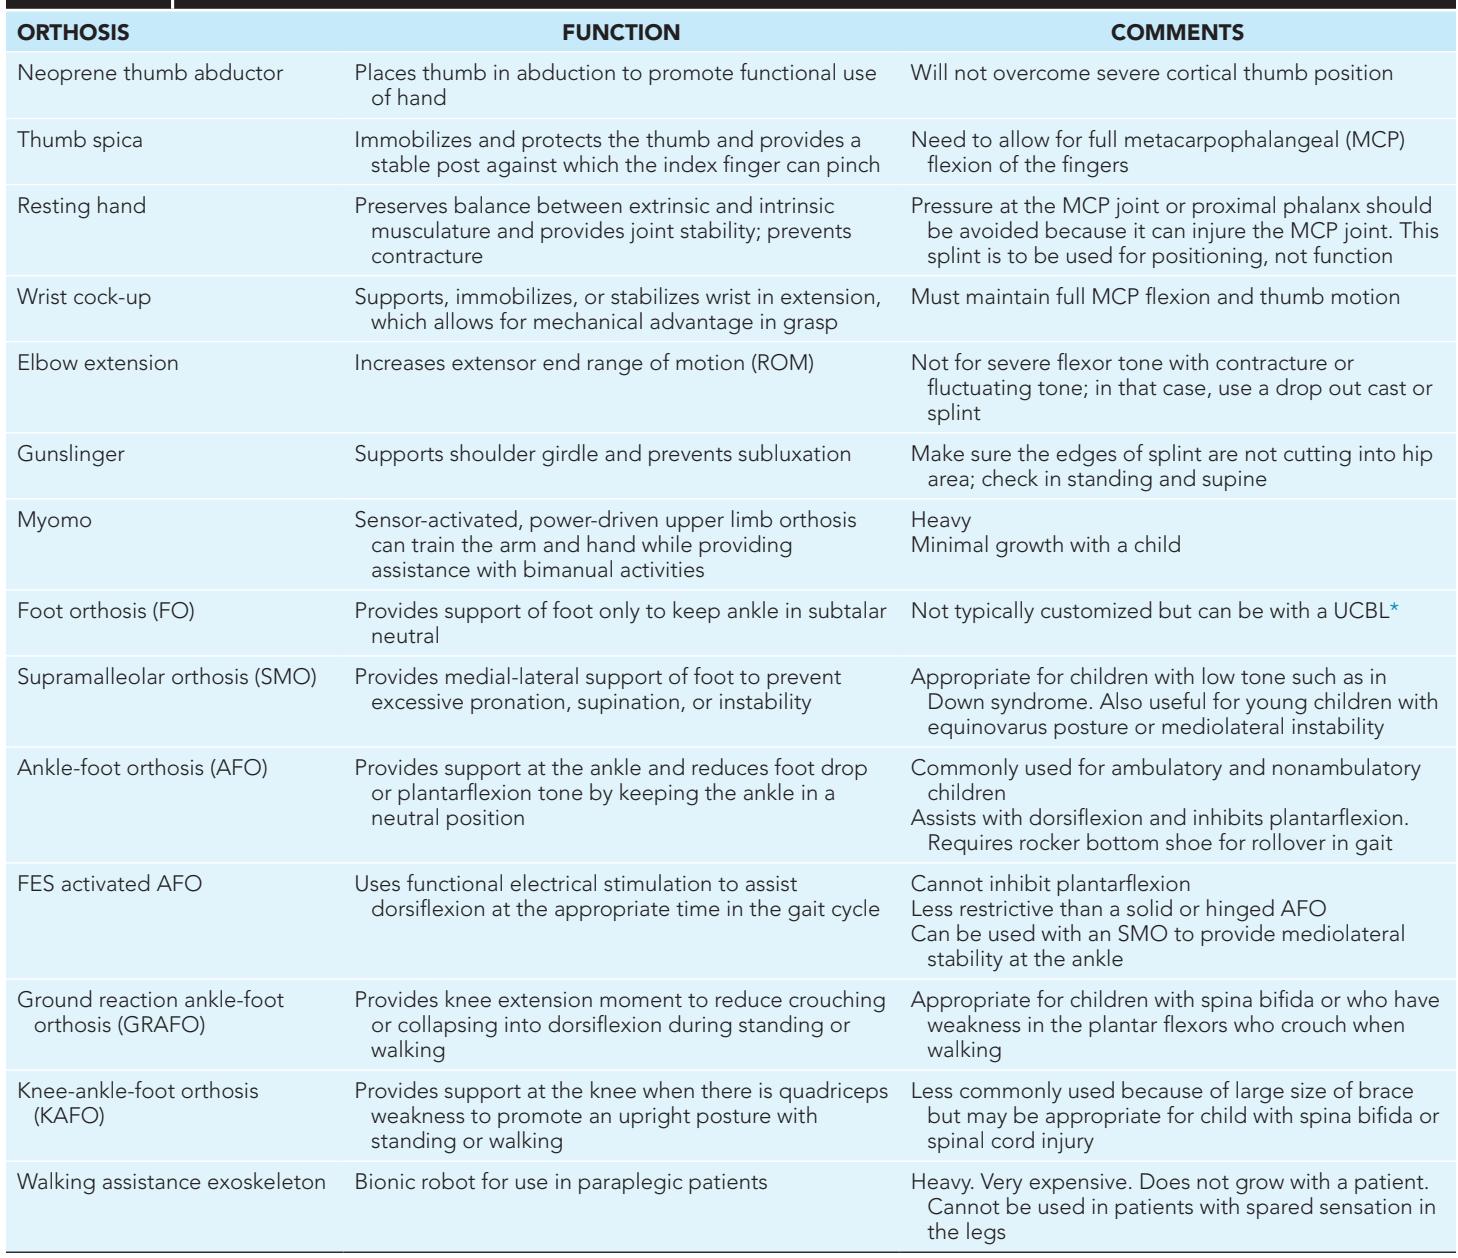 ORTHOSIS FUNCTION COMMENTS
Neoprene thumb abductor Places thumb in abduction to promote functional use Will not overcome severe cortical thumb position
of hand
Thumb spica Immobilizes and protects the thumb and provides a Need to allow for full metacarpophalangeal (MCP)
stable post against which the index finger can pinch flexion of the fingers
Resting hand Preserves balance between extrinsic and intrinsic Pressure at the MCP joint or proximal phalanx should
musculature and provides joint stability; prevents be avoided because it can injure the MCP joint. This
contracture splint is to be used for positioning, not function
Wrist cock-up Supports, immobilizes, or stabilizes wrist in extension, Must maintain full MCP flexion and thumb motion
which allows for mechanical advantage in grasp
Elbow extension Increases extensor end range of motion (ROM) Not for severe flexor tone with contracture or
fluctuating tone; in that case, use a drop out cast or
splint
Gunslinger Supports shoulder girdle and prevents subluxation Make sure the edges of splint are not cutting into hip
area; check in standing and supine
Myomo Sensor-activated, power-driven upper limb orthosis Heavy
can train the arm and hand while providing Minimal growth with a child
assistance with bimanual activities
Foot orthosis (FO) Provides support of foot only to keep ankle in subtalar Not typically customized but can be with a UCBL*
neutral
Supramalleolar orthosis (SMO) Provides medial-lateral support of foot to prevent Appropriate for children with low tone such as in
excessive pronation, supination, or instability Down syndrome. Also useful for young children with
equinovarus posture or mediolateral instability
Ankle-foot orthosis (AFO) Provides support at the ankle and reduces foot drop Commonly used for ambulatory and nonambulatory
or plantarflexion tone by keeping the ankle in a children
neutral position Assists with dorsiflexion and inhibits plantarflexion.
Requires rocker bottom shoe for rollover in gait
FES activated AFO Uses functional electrical stimulation to assist Cannot inhibit plantarflexion
dorsiflexion at the appropriate time in the gait cycle Less restrictive than a solid or hinged AFO
Can be used with an SMO to provide mediolateral
stability at the ankle
Ground reaction ankle-foot Provides knee extension moment to reduce crouching Appropriate for children with spina bifida or who have
orthosis (GRAFO) or collapsing into dorsiflexion during standing or weakness in the plantar flexors who crouch when
walking walking
Knee-ankle-foot orthosis Provides support at the knee when there is quadriceps Less commonly used because of large size of brace
(KAFO) weakness to promote an upright posture with but may be appropriate for child with spina bifida or
standing or walking spinal cord injury
Walking assistance exoskeleton Bionic robot for use in paraplegic patients Heavy. Very expensive. Does not grow with a patient.
Cannot be used in patients with spared sensation in
the legs